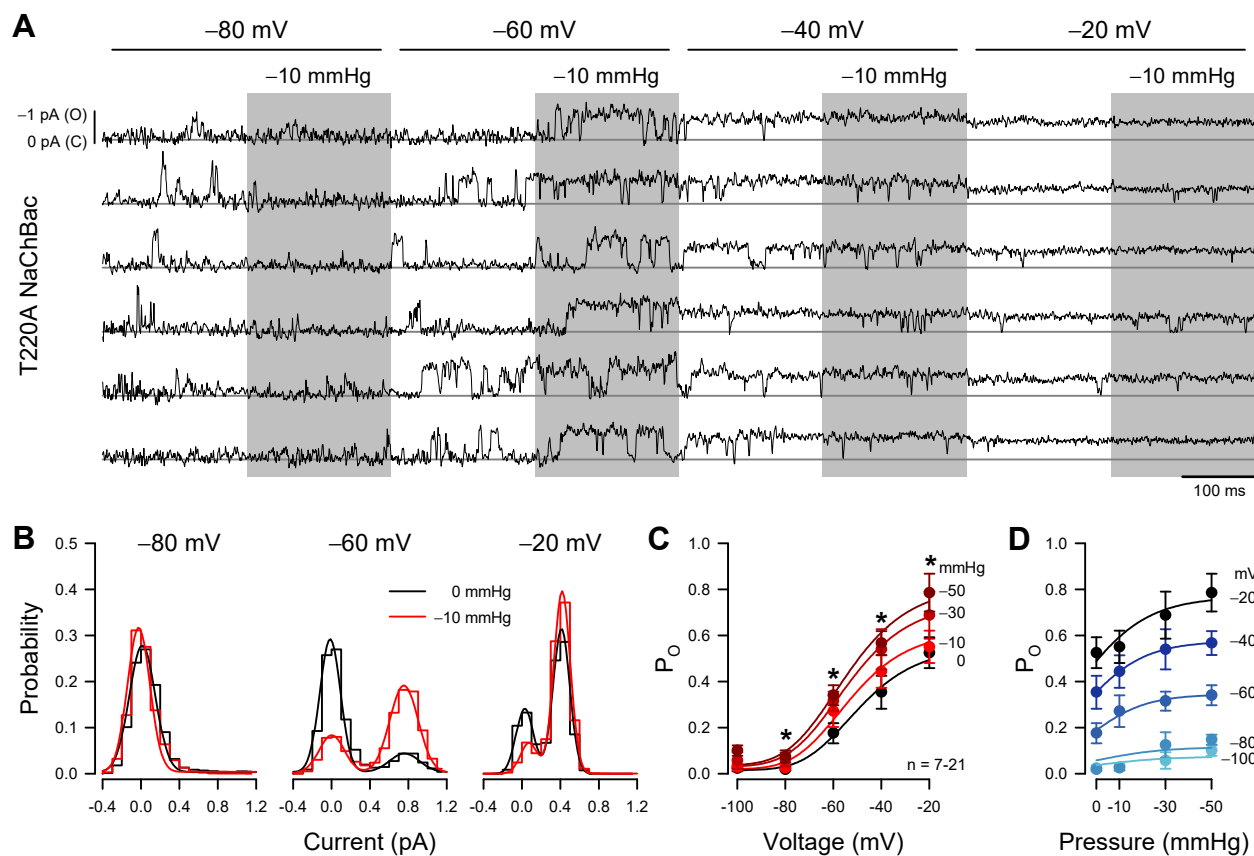 A
–80 mV –60 mV –40 mV –20 mV
–10 mmHg –10 mmHg –10 mmHg –10 mmHg
–1 pA (O)
0 pA (C)
T220A NaChBac
100 ms
B
–80 mV –60 mV –20 mV
0 mmHg
–10 mmHg
Probability
0.5
0.4
0.3
0.2
0.1
0.0
-0.4 0.0 0.4 0.8 1.2 -0.4 0.0 0.4 0.8 1.2 -0.4 0.0 0.4 0.8 1.2
Current (pA)
C
PO
1.0
0.8
0.6
0.4
0.2
0.0
* * * *
mmHg
–50
–30
–10
0
n = 7-21
-100 -80 -60 -40 -20
Voltage (mV)
D
PO
1.0
0.8
0.6
0.4
0.2
0.0
mV
–20
–40
–60
–80
–100
0 -10 -30 -50
Pressure (mmHg)